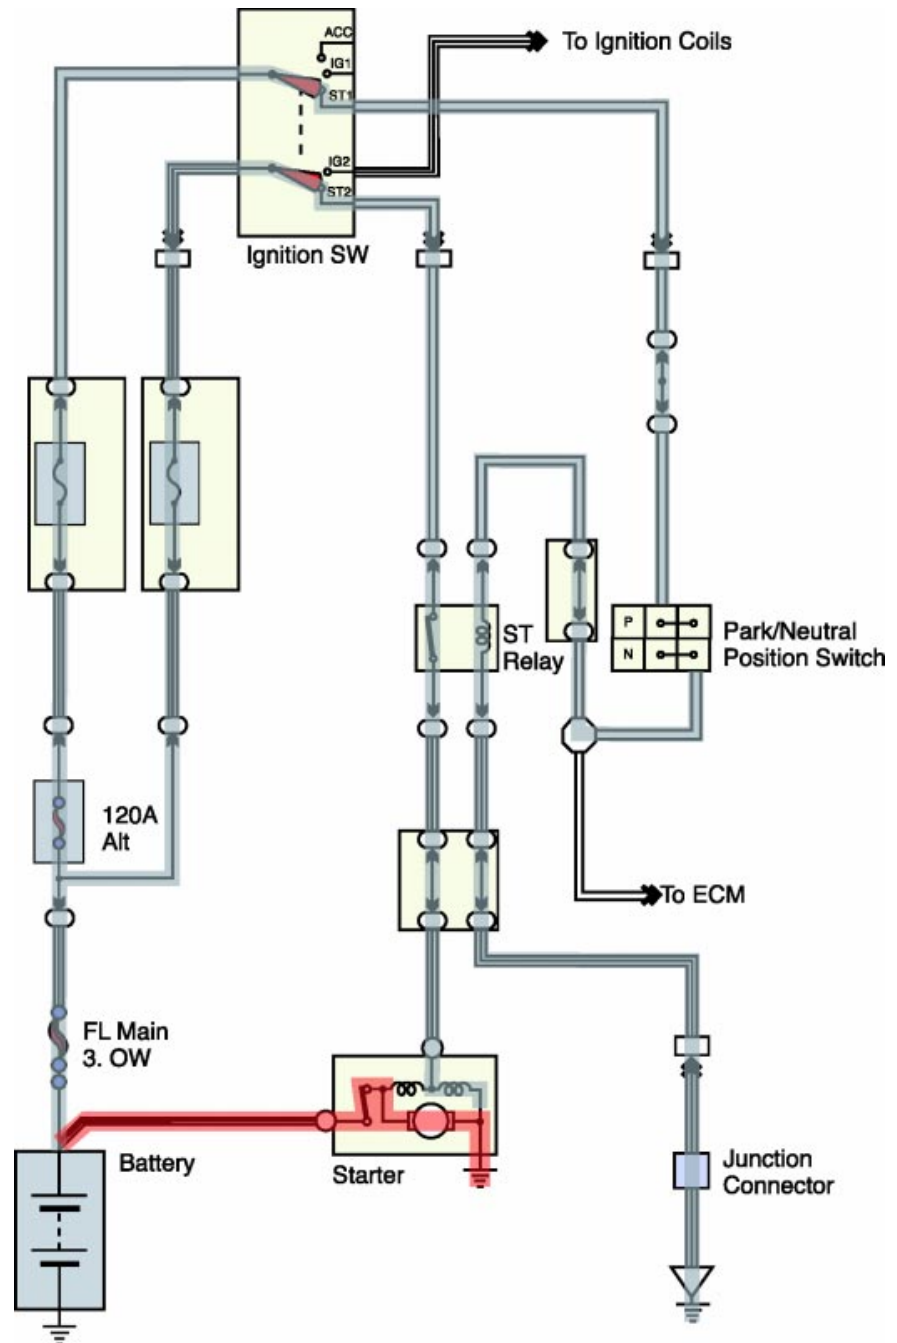 ACC
To Ignition Coils
IG1
ST1
IG2
ST2
Ignition SW
P
N
ST
Relay
Park/Neutral
Position Switch
120A
Alt
To ECM
FL Main
3. OW
Battery
Starter
Junction
Connector